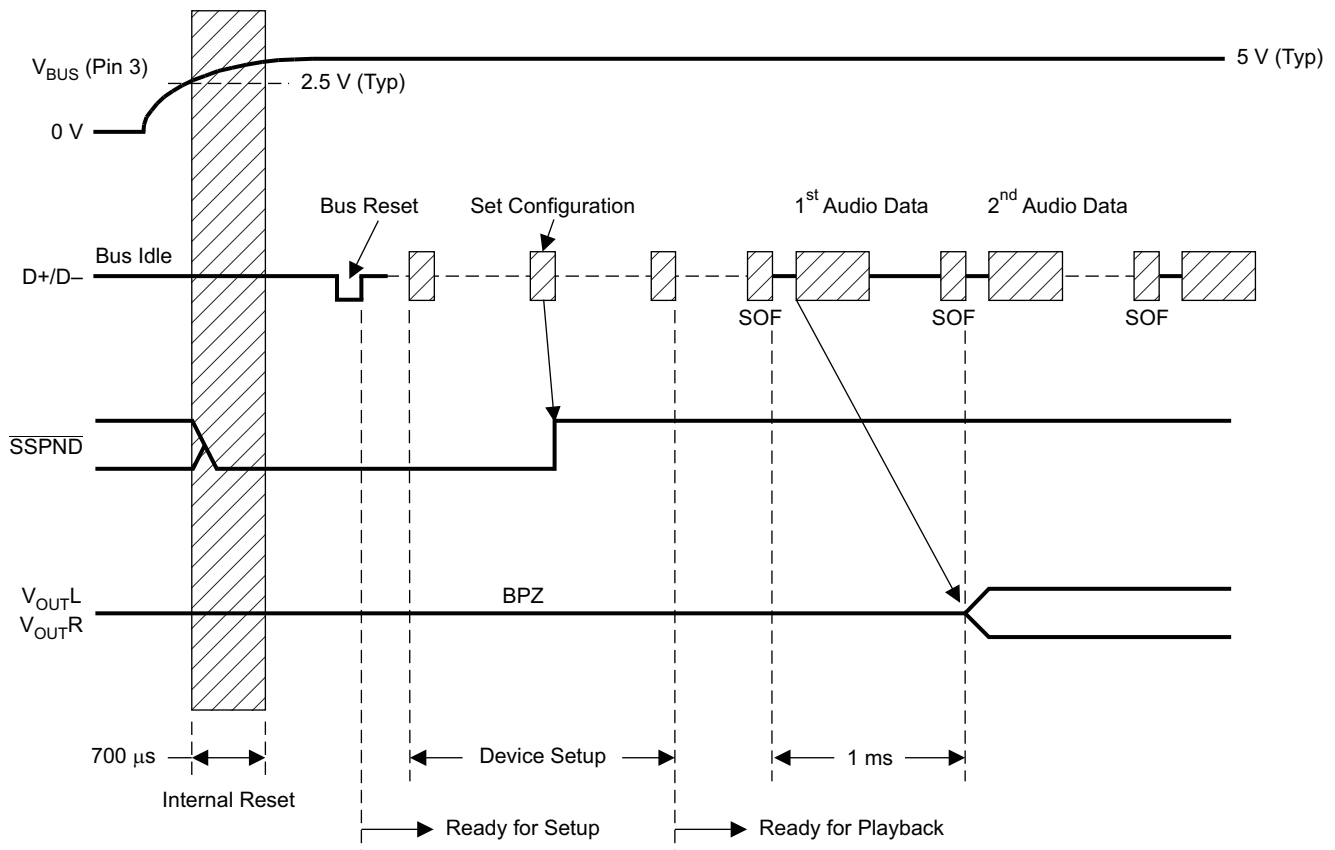 V_BUS (Pin 3)
5 V (Typ)
2.5 V (Typ)
0 V
Bus Reset
Set Configuration
1st Audio Data
2nd Audio Data
Bus Idle
D+/D–
SOF
SOF
SOF
SSPND
V_OUTL
BPZ
V_OUTR
700 μs
Device Setup
1 ms
Internal Reset
Ready for Setup
Ready for Playback